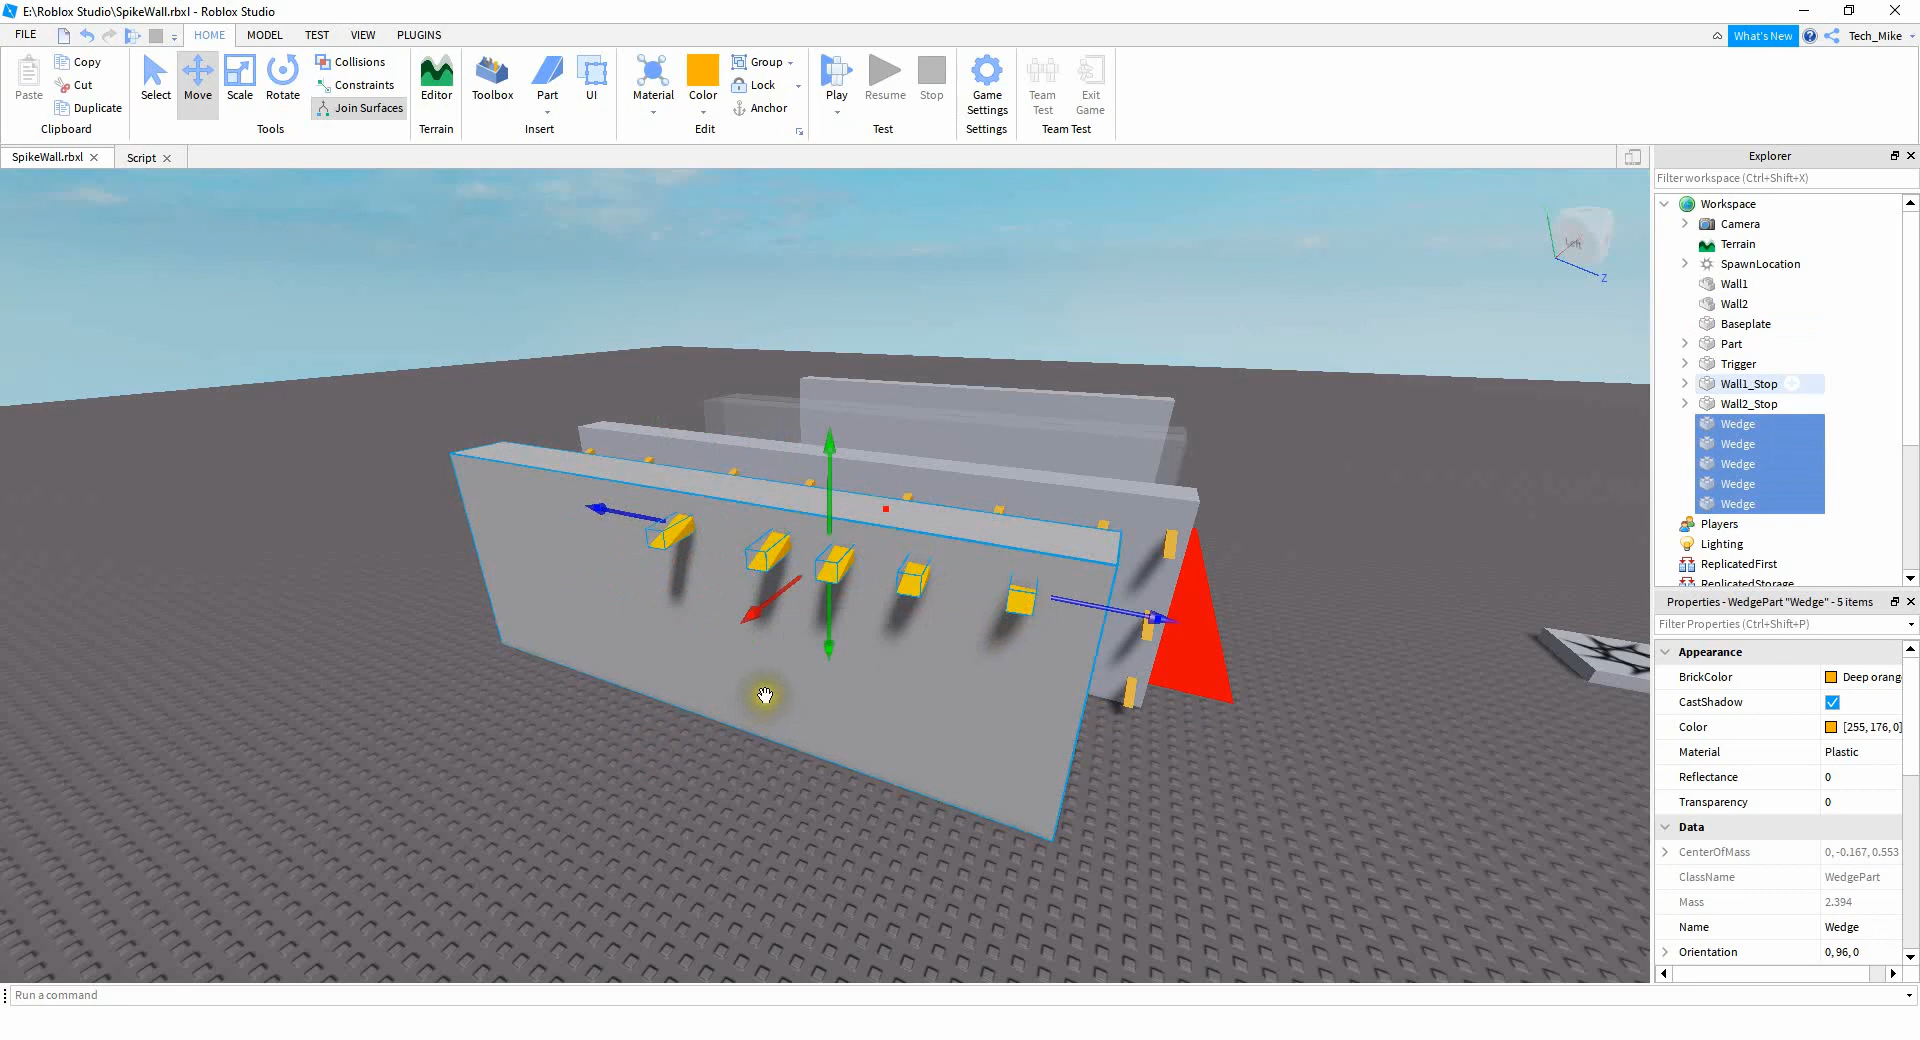 E:\Roblox Studio\SpikeWall.rbxl - Roblox Studio
FILE HOME MODEL TEST VIEW PLUGINS What's New Tech_Mike
Paste Copy Cut Duplicate Clipboard
Select Move Scale Rotate Collisions Constraints Join Surfaces Tools
Editor Terrain
Toolbox Part UI Insert
Material Color Group Lock Anchor Edit
Play Resume Stop Test
Game Settings Settings
Team Test Exit Game Team Test
SpikeWall.rbxl Script
Explorer
Filter workspace (Ctrl+Shift+X)
Workspace
Camera
Terrain
SpawnLocation
Wall1
Wall2
Baseplate
Part
Trigger
Wall1_Stop
Wall2_Stop
Wedge
Wedge
Wedge
Wedge
Wedge
Players
Lighting
ReplicatedFirst
ReplicatedStorage
Left
Z
Properties - WedgePart "Wedge" - 5 items
Filter Properties (Ctrl+Shift+P)
Appearance
BrickColor Deep orang
CastShadow
Color [255, 176, 0]
Material Plastic
Reflectance 0
Transparency 0
Data
CenterOfMass 0, -0.167, 0.553
ClassName WedgePart
Mass 2.394
Name Wedge
Orientation 0, 96, 0
Run a command